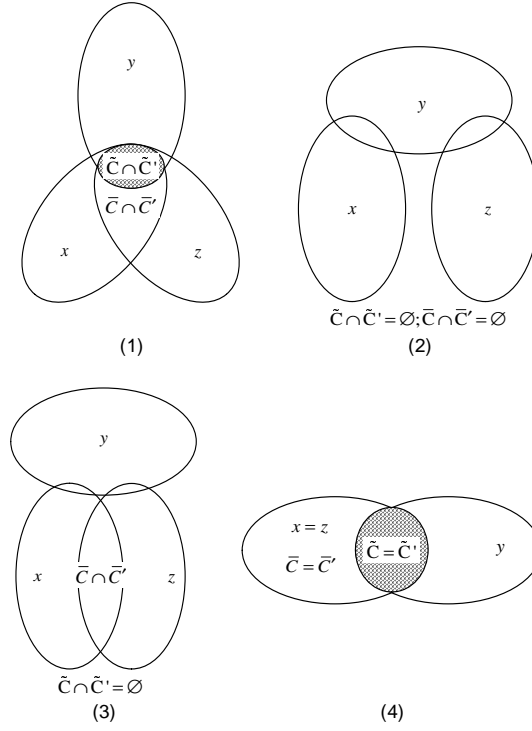 y
C̃ ∩ C̃'
C̅ ∩ C̅′
x
z
(1)
y
x
z
C̃ ∩ C̃' = ∅; C̅ ∩ C̅′ = ∅
(2)
y
x
C̅ ∩ C̅′
z
C̃ ∩ C̃' = ∅
(3)
x = z
C̅ = C̅′
C̃ = C̃'
y
(4)